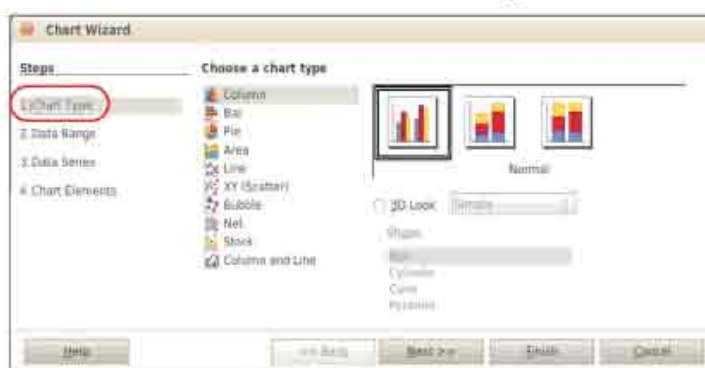 Chart Wizard
Steps
1.Chart Type
2.Data Range
3.Data Series
4.Chart Elements
Choose a chart type
Column
Bar
Pie
Area
Line
XY (Scatter)
Bubble
Net
Stock
Column and Line
Normal
3D Look Simple
Shape
Box
Cylinder
Cone
Pyramid
Help
<< Back
Next >>
Finish
Cancel